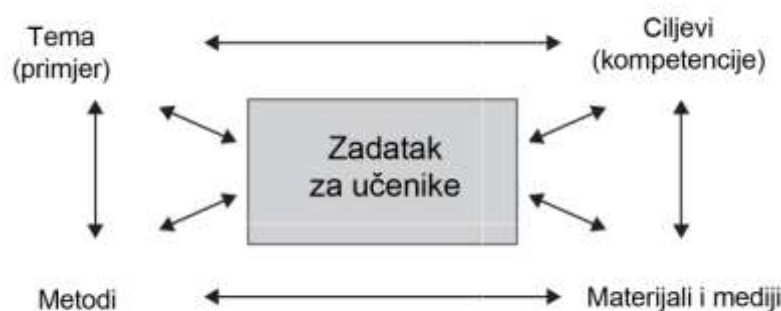 Tema
(primjer)
Ciljevi
(kompetencije)
Zadatak
za učenike
Metodi
Materijali i mediji